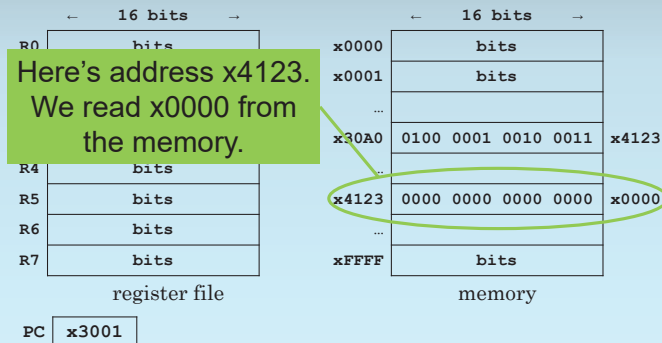 ← 16 bits →
R0 bits
Here's address x4123.
We read x0000 from
the memory.
R4 bits
R5 bits
R6 bits
R7 bits
register file
PC x3001
← 16 bits →
x0000 bits
x0001 bits
…
x30A0 0100 0001 0010 0011 x4123
…
x4123 0000 0000 0000 0000 x0000
…
xFFFF bits
memory